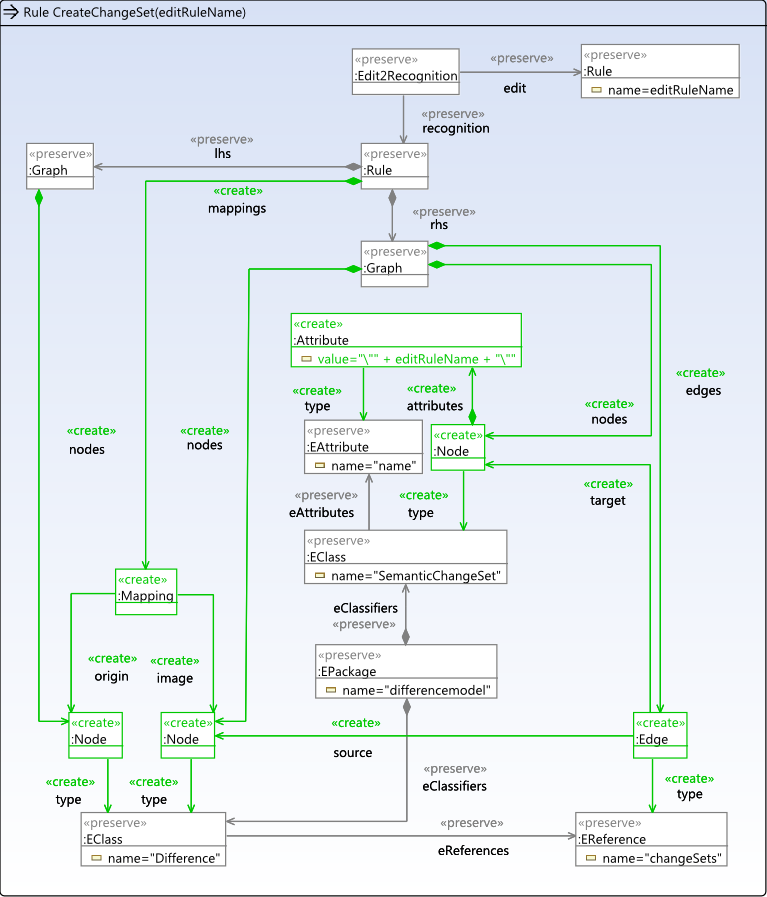 Rule CreateChangeSet(editRuleName)
«preserve»
:Edit2Recognition
«preserve»
edit
«preserve»
:Rule
name=editRuleName
«preserve»
recognition
«preserve»
:Graph
«preserve»
lhs
«preserve»
:Rule
«create»
mappings
«preserve»
rhs
«preserve»
:Graph
«create»
:Attribute
value="\"" + editRuleName + "\""
«create»
edges
«create»
type
«create»
attributes
«create»
nodes
«create»
nodes
«create»
nodes
«preserve»
:EAttribute
name="name"
«create»
:Node
«preserve»
eAttributes
«create»
type
«create»
target
«preserve»
:EClass
name="SemanticChangeSet"
«create»
:Mapping
eClassifiers
«preserve»
«create»
origin
«create»
image
«preserve»
:EPackage
name="differencemodel"
«create»
:Node
«create»
:Node
«create»
source
«create»
:Edge
«create»
type
«create»
type
«preserve»
eClassifiers
«create»
type
«preserve»
:EClass
name="Difference"
«preserve»
eReferences
«preserve»
:EReference
name="changeSets"